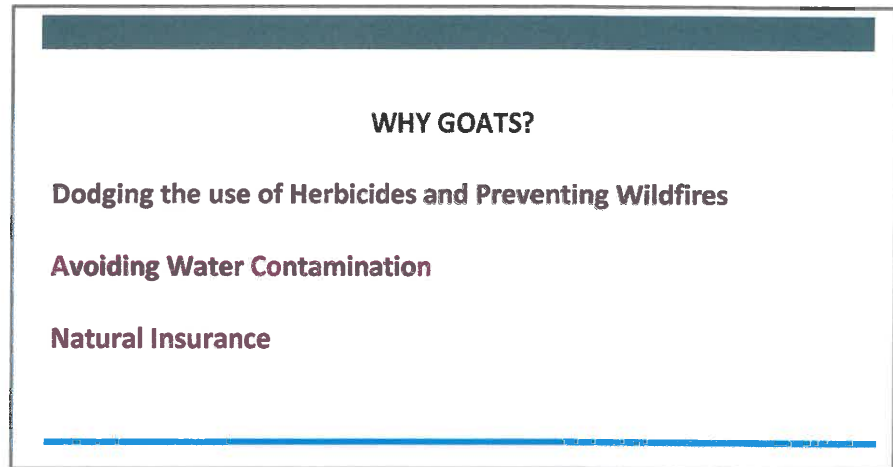 WHY GOATS?
Dodging the use of Herbicides and Preventing Wildfires
Avoiding Water Contamination
Natural Insurance